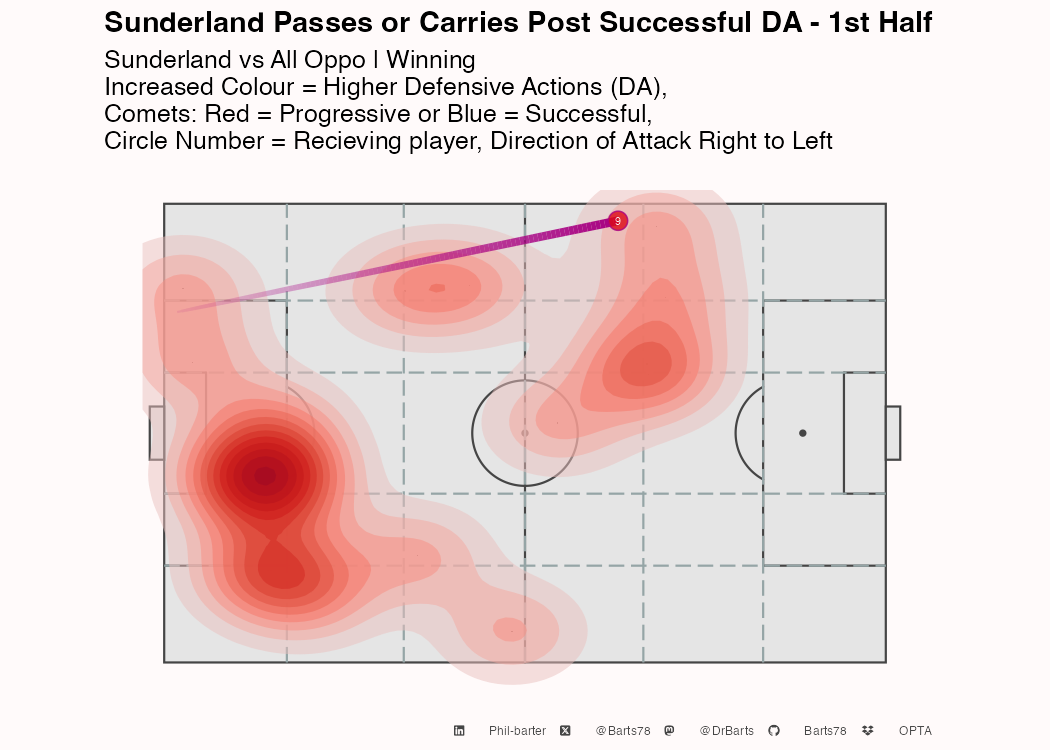 Sunderland Passes or Carries Post Successful DA - 1st Half
Sunderland vs All Oppo | Winning
Increased Colour = Higher Defensive Actions (DA),
Comets: Red = Progressive or Blue = Successful,
Circle Number = Recieving player, Direction of Attack Right to Left
9
Phil-barter @Barts78 @DrBarts Barts78 OPTA